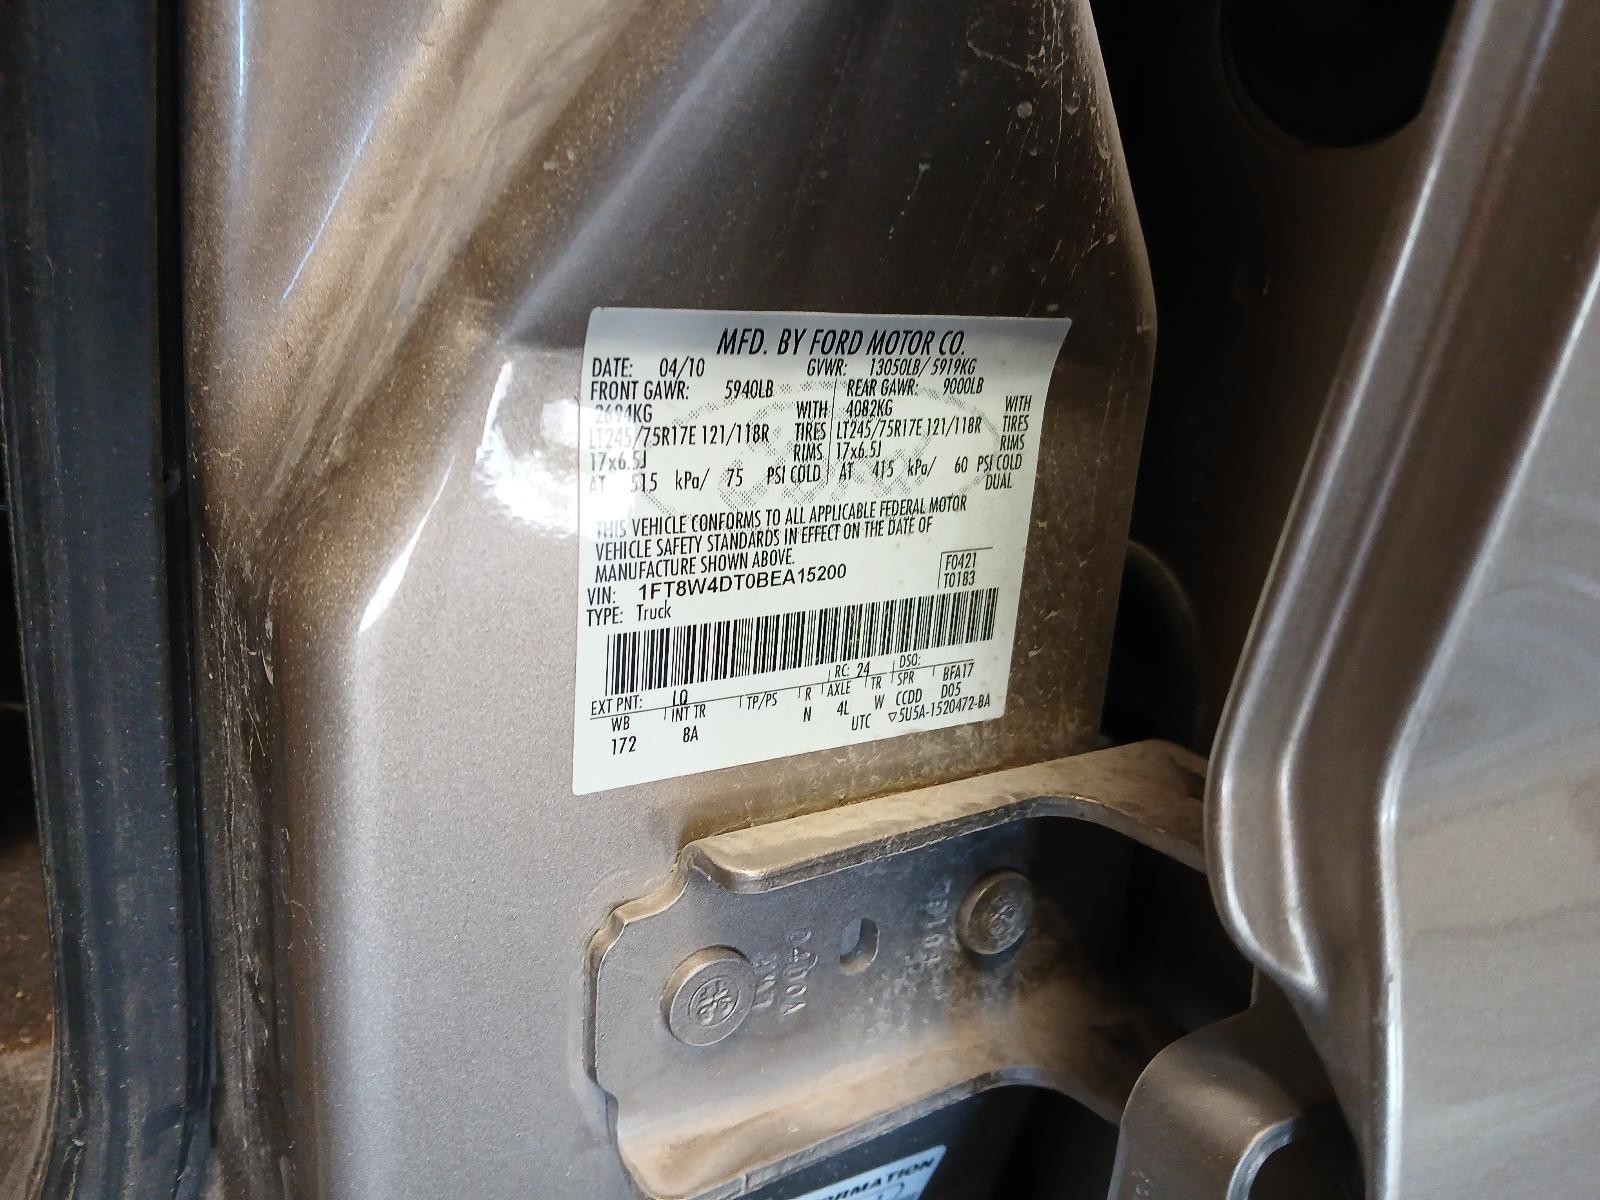 MFD. BY FORD MOTOR CO.
DATE: 04/10 GVWR: 13050LB/ 5919KG
FRONT GAWR: 5940LB REAR GAWR: 9000LB
2694KG WITH 4082KG WITH
LT245/75R17E 121/118R TIRES LT245/75R17E 121/118R TIRES
17x6.5J RIMS 17x6.5J RIMS
AT 515 kPa/ 75 PSI COLD AT 415 kPa/ 60 PSI COLD
DUAL
THIS VEHICLE CONFORMS TO ALL APPLICABLE FEDERAL MOTOR
VEHICLE SAFETY STANDARDS IN EFFECT ON THE DATE OF
MANUFACTURE SHOWN ABOVE.
F0421
VIN: 1FT8W4DT0BEA15200
T0183
TYPE: Truck
EXT PNT: LQ RC: 24 DSO:
WB INT TR TP/PS R AXLE TR SPR BFA17
172 8A N 4L W CCDD D05
UTC ▽5U5A-1520472-BA
LWR
ORMATION